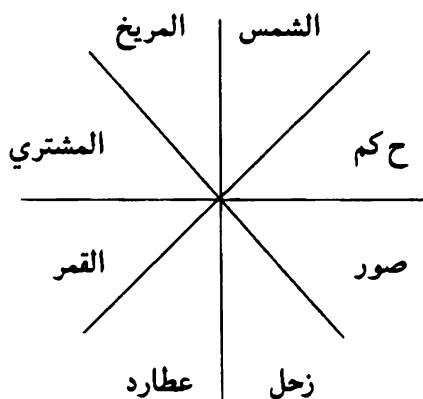 الشمس المريخ
ح كم المشتري
صور القمر
زحل عطارد